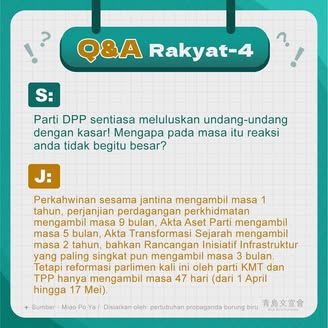 Q&A Rakyat-4
S:
Parti DPP sentiasa meluluskan undang-undang
dengan kasar! Mengapa pada masa itu reaksi
anda tidak begitu besar?
J:
Perkahwinan sesama jantina mengambil masa 1
tahun, perjanjian perdagangan perkhidmatan
mengambil masa 9 bulan, Akta Aset Parti mengambil
masa 5 bulan, Akta Transformasi Sejarah mengambil
masa 2 tahun, bahkan Rancangan Inisiatif Infrastruktur
yang paling singkat pun mengambil masa 3 bulan.
Tetapi reformasi parlimen kali ini oleh parti KMT dan
TPP hanya mengambil masa 47 hari (dari 1 April
hingga 17 Mei).
Sumber - Miao Po Ya / Disiarkan oleh: pertubuhan propaganda burung biru
青鳥文宣會